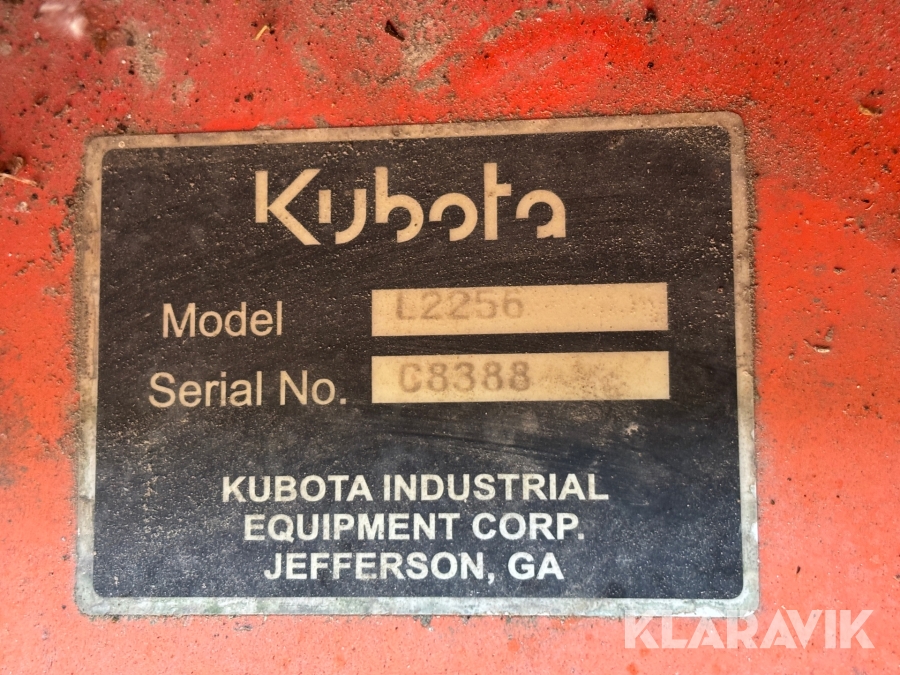 Kubota
Model L2256
Serial No. C8388
KUBOTA INDUSTRIAL
EQUIPMENT CORP.
JEFFERSON, GA
KLARAVIK